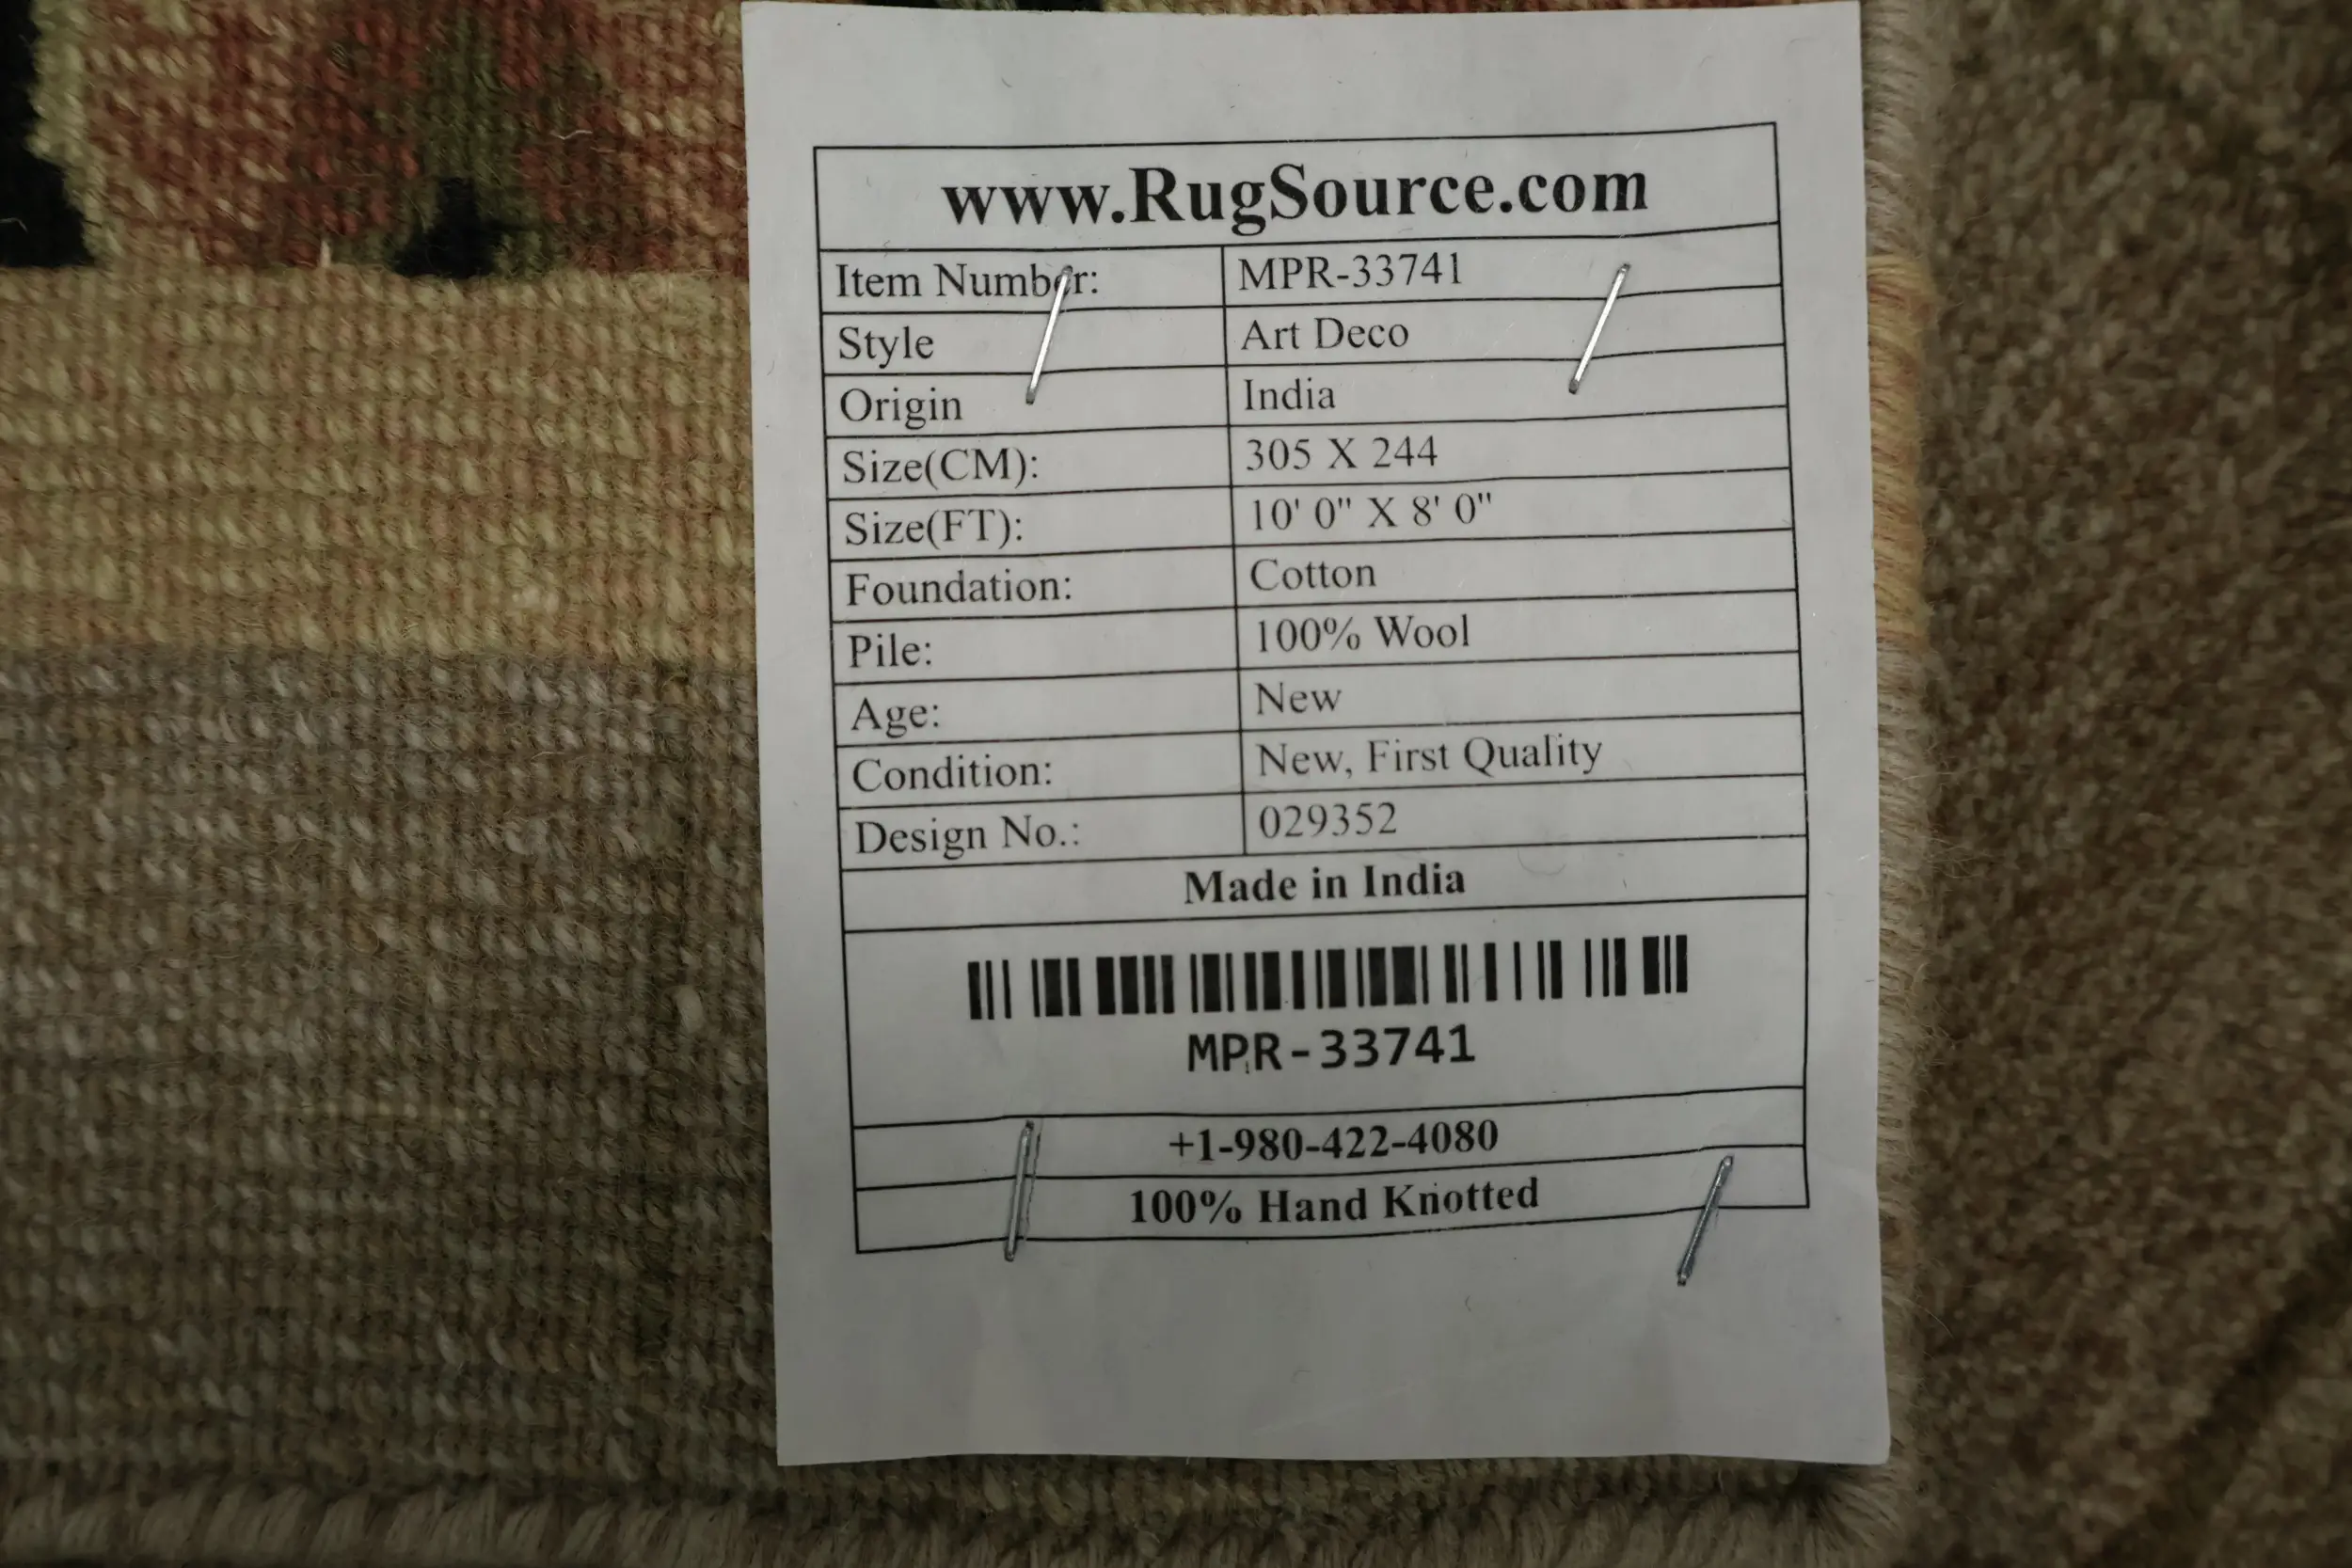 www.RugSource.com
Item Number: MPR-33741
Style Art Deco
Origin India
Size(CM): 305 X 244
Size(FT): 10' 0" X 8' 0"
Foundation: Cotton
Pile: 100% Wool
Age: New
Condition: New, First Quality
Design No.: 029352
Made in India
MPR-33741
+1-980-422-4080
100% Hand Knotted